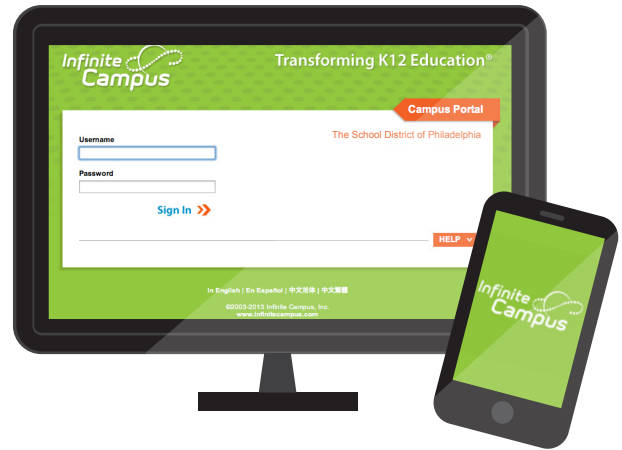 Infinite
Campus
Transforming K12 Education®
Campus Portal
The School District of Philadelphia
Username
Password
Sign In
HELP
In English | En Español | 中文简体 | 中文繁體
©2003-2013 Infinite Campus, Inc.
www.infinitecampus.com
Infinite
Campus